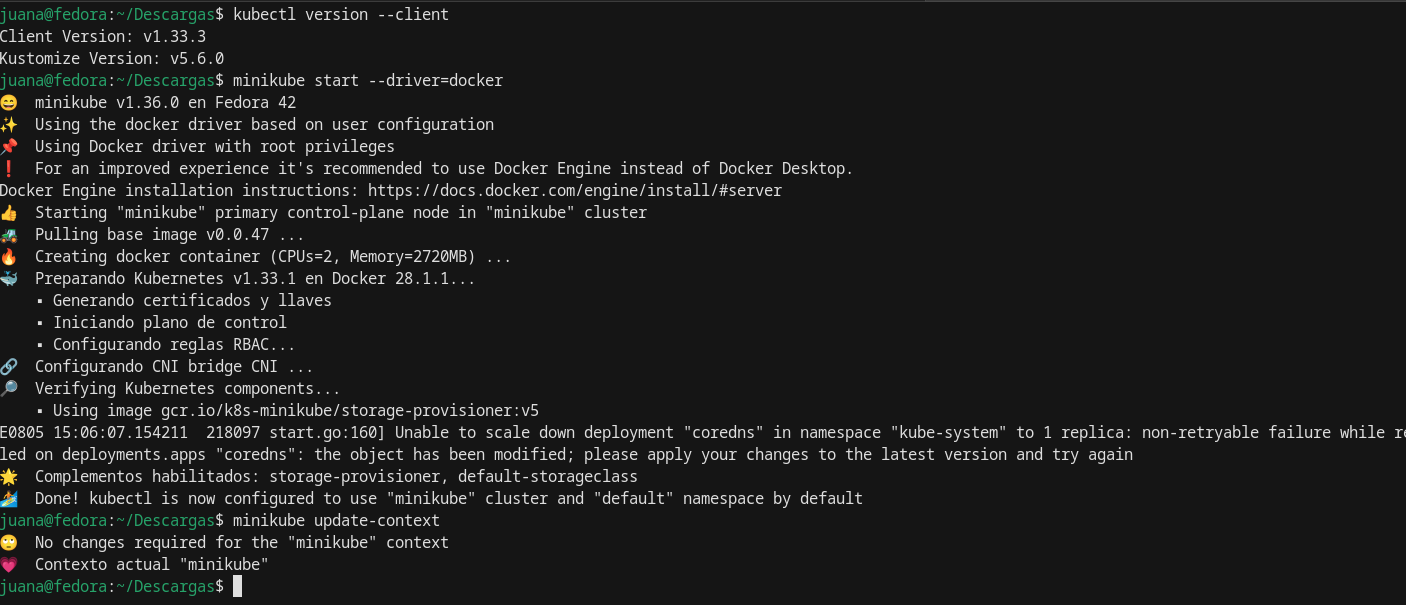 juana@fedora:~/Descargas$ kubectl version --client
Client Version: v1.33.3
Kustomize Version: v5.6.0
juana@fedora:~/Descargas$ minikube start --driver=docker
😄  minikube v1.36.0 en Fedora 42
✨  Using the docker driver based on user configuration
📌  Using Docker driver with root privileges
❗  For an improved experience it's recommended to use Docker Engine instead of Docker Desktop.
Docker Engine installation instructions: https://docs.docker.com/engine/install/#server
👍  Starting "minikube" primary control-plane node in "minikube" cluster
🚜  Pulling base image v0.0.47 ...
🔥  Creating docker container (CPUs=2, Memory=2720MB) ...
🐳  Preparando Kubernetes v1.33.1 en Docker 28.1.1...
    ▪ Generando certificados y llaves
    ▪ Iniciando plano de control
    ▪ Configurando reglas RBAC...
🔗  Configurando CNI bridge CNI ...
🔎  Verifying Kubernetes components...
    ▪ Using image gcr.io/k8s-minikube/storage-provisioner:v5
E0805 15:06:07.154211  218097 start.go:160] Unable to scale down deployment "coredns" in namespace "kube-system" to 1 replica: non-retryable failure while
led on deployments.apps "coredns": the object has been modified; please apply your changes to the latest version and try again
🌟  Complementos habilitados: storage-provisioner, default-storageclass
🏄  Done! kubectl is now configured to use "minikube" cluster and "default" namespace by default
juana@fedora:~/Descargas$ minikube update-context
🙄  No changes required for the "minikube" context
💗  Contexto actual "minikube"
juana@fedora:~/Descargas$